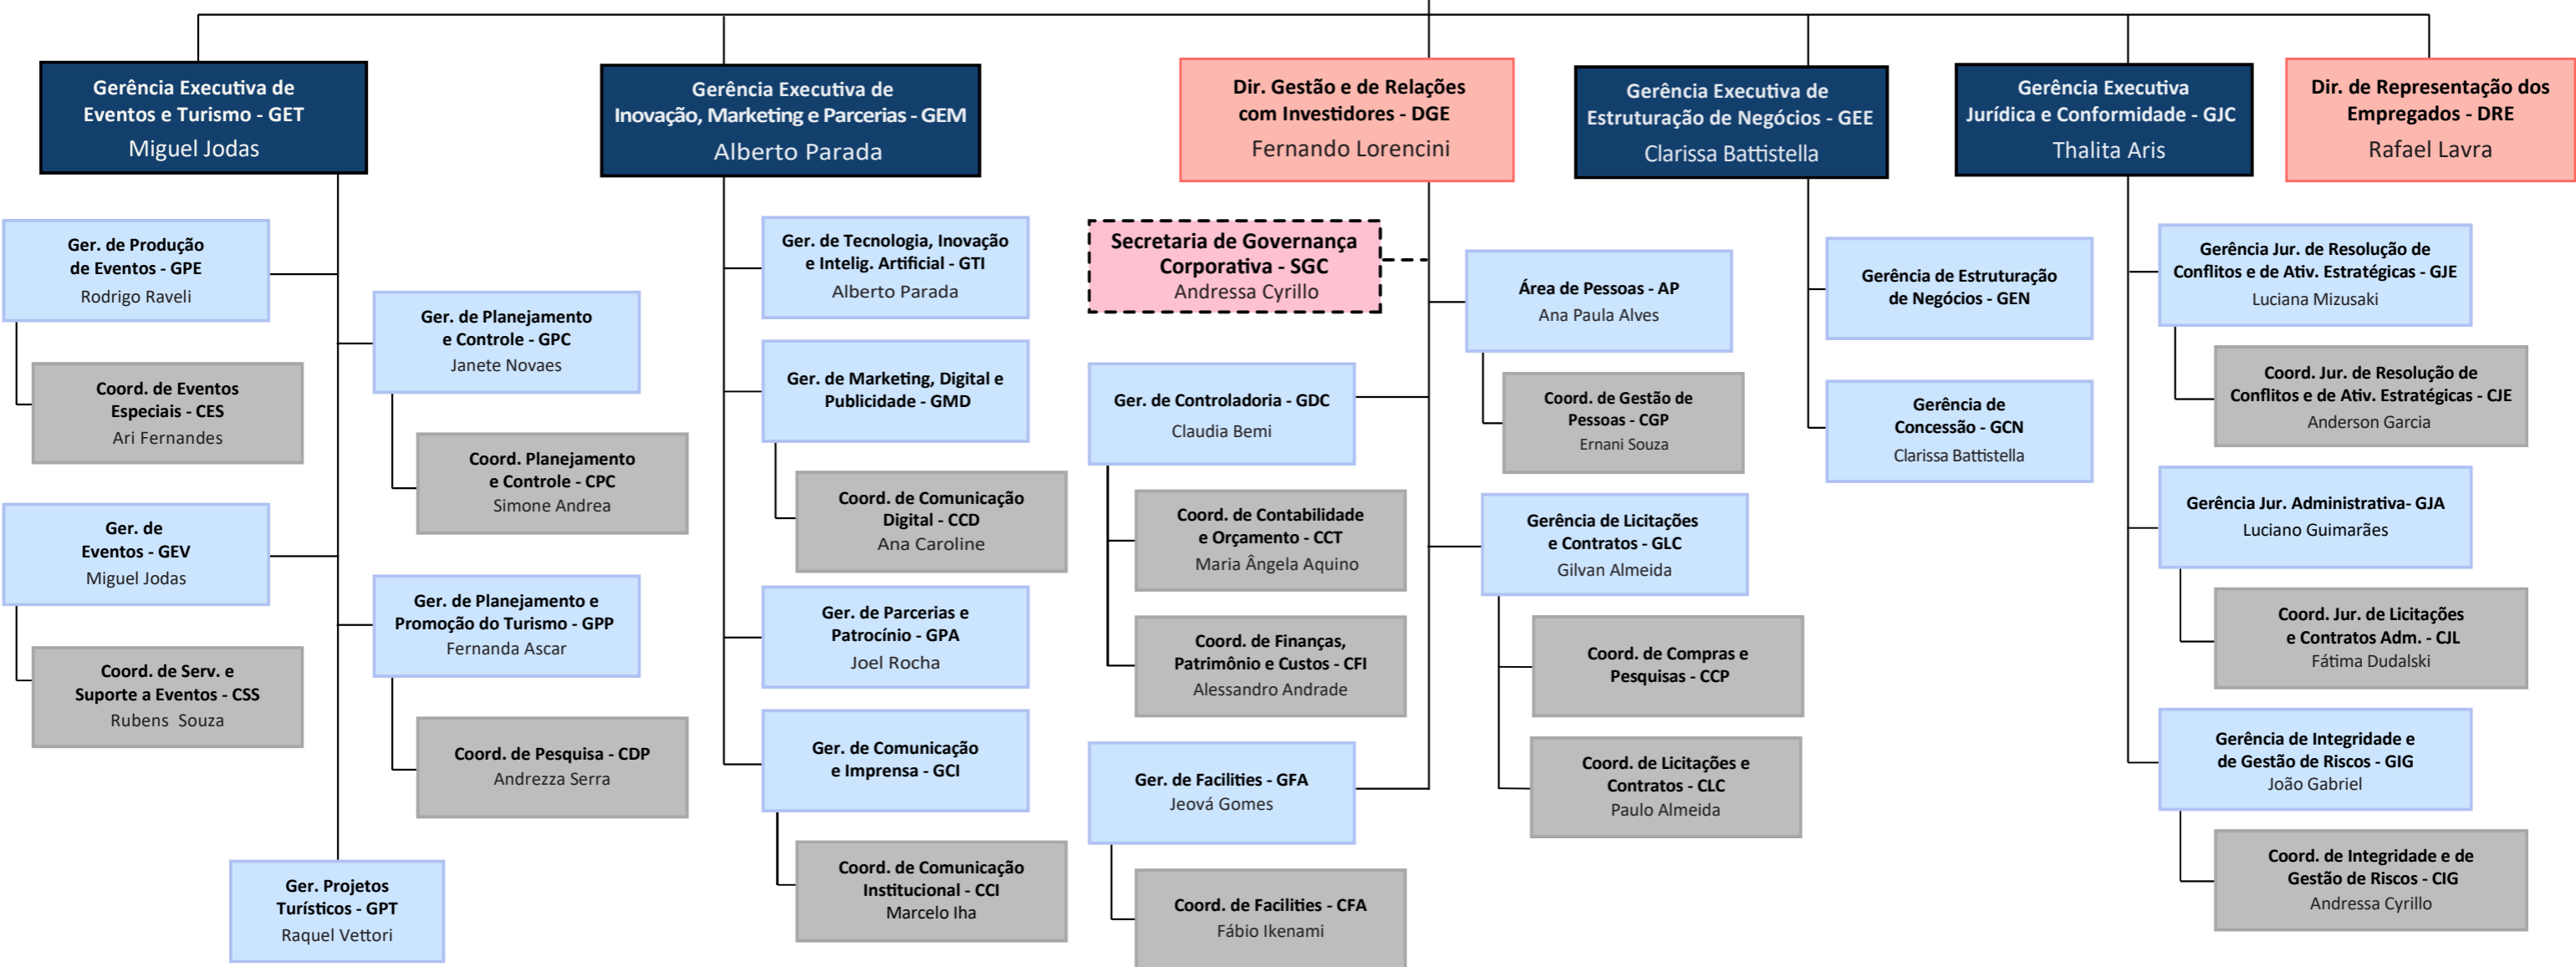 Gerência Executiva de
Eventos e Turismo - GET
Miguel Jodas
Gerência Executiva de
Inovação, Marketing e Parcerias - GEM
Alberto Parada
Dir. Gestão e de Relações
com Investidores - DGE
Fernando Lorencini
Gerência Executiva de
Estruturação de Negócios - GEE
Clarissa Battistella
Gerência Executiva
Jurídica e Conformidade - GJC
Thalita Aris
Dir. de Representação dos
Empregados - DRE
Rafael Lavra
Ger. de Produção
de Eventos - GPE
Rodrigo Raveli
Coord. de Eventos
Especiais - CES
Ari Fernandes
Ger. de
Eventos - GEV
Miguel Jodas
Coord. de Serv. e
Suporte a Eventos - CSS
Rubens  Souza
Ger. de Planejamento
e Controle - GPC
Janete Novaes
Coord. Planejamento
e Controle - CPC
Simone Andrea
Ger. de Planejamento e
Promoção do Turismo - GPP
Fernanda Ascar
Coord. de Pesquisa - CDP
Andrezza Serra
Ger. Projetos
Turísticos - GPT
Raquel Vettori
Ger. de Tecnologia, Inovação
e Intelig. Artificial - GTI
Alberto Parada
Ger. de Marketing, Digital e
Publicidade - GMD
Coord. de Comunicação
Digital - CCD
Ana Caroline
Ger. de Parcerias e
Patrocínio - GPA
Joel Rocha
Ger. de Comunicação
e Imprensa - GCI
Coord. de Comunicação
Institucional - CCI
Marcelo Iha
Secretaria de Governança
Corporativa - SGC
Andressa Cyrillo
Ger. de Controladoria - GDC
Claudia Bemi
Coord. de Contabilidade
e Orçamento - CCT
Maria Ângela Aquino
Coord. de Finanças,
Patrimônio e Custos - CFI
Alessandro Andrade
Ger. de Facilities - GFA
Jeová Gomes
Coord. de Facilities - CFA
Fábio Ikenami
Área de Pessoas - AP
Ana Paula Alves
Coord. de Gestão de
Pessoas - CGP
Ernani Souza
Gerência de Licitações
e Contratos - GLC
Gilvan Almeida
Coord. de Compras e
Pesquisas - CCP
Coord. de Licitações e
Contratos - CLC
Paulo Almeida
Gerência de Estruturação
de Negócios - GEN
Gerência de
Concessão - GCN
Clarissa Battistella
Gerência Jur. de Resolução de
Conflitos e de Ativ. Estratégicas - GJE
Luciana Mizusaki
Coord. Jur. de Resolução de
Conflitos e de Ativ. Estratégicas - CJE
Anderson Garcia
Gerência Jur. Administrativa- GJA
Luciano Guimarães
Coord. Jur. de Licitações
e Contratos Adm. - CJL
Fátima Dudalski
Gerência de Integridade e
de Gestão de Riscos - GIG
João Gabriel
Coord. de Integridade e de
Gestão de Riscos - CIG
Andressa Cyrillo